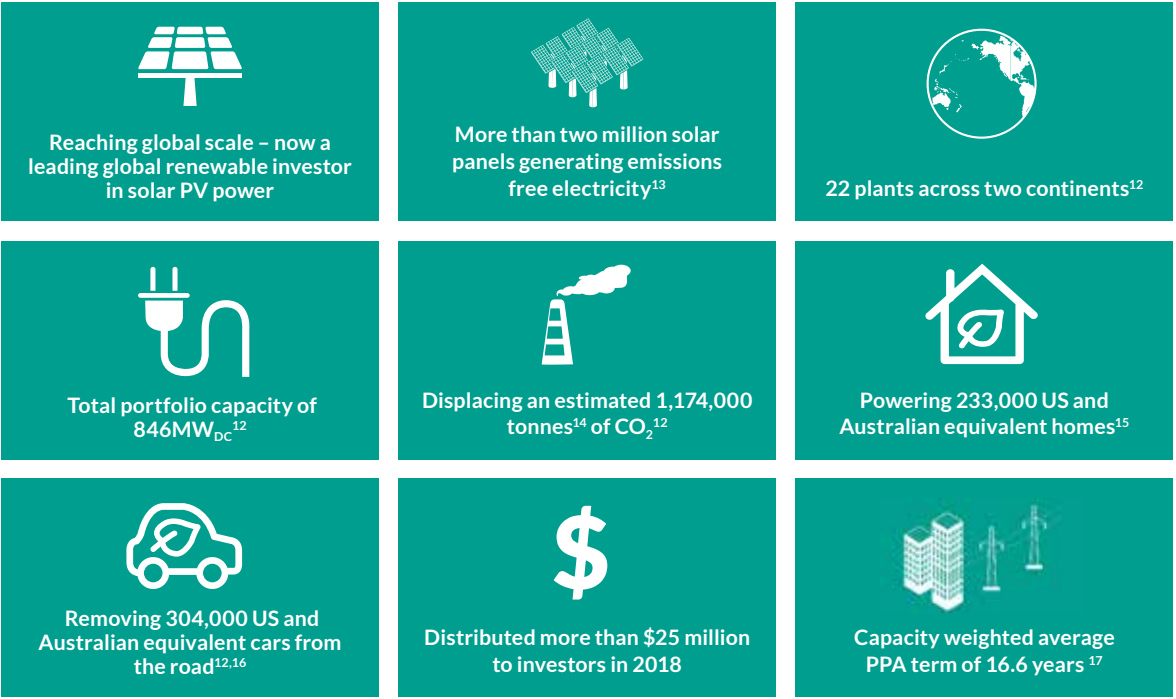 Reaching global scale – now a
leading global renewable investor
in solar PV power
More than two million solar
panels generating emissions
free electricity¹³
22 plants across two continents¹²
Total portfolio capacity of
846MW_DC¹²
Displacing an estimated 1,174,000
tonnes¹⁴ of CO₂¹²
Powering 233,000 US and
Australian equivalent homes¹⁵
Removing 304,000 US and
Australian equivalent cars from
the road¹²,¹⁶
$
Distributed more than $25 million
to investors in 2018
Capacity weighted average
PPA term of 16.6 years ¹⁷